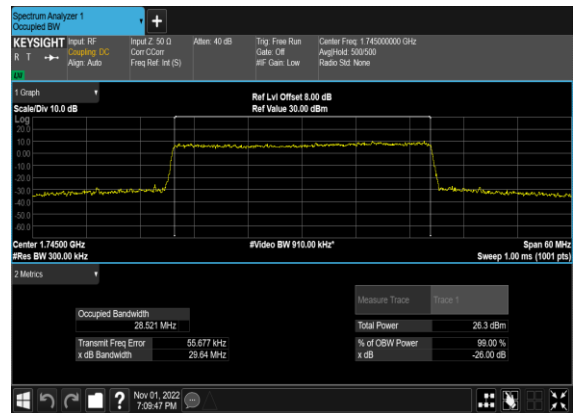 Spectrum Analyzer 1
Occupied BW
+
KEYSIGHT Input: RF Input Z: 50 Ω Atten: 40 dB Trig: Free Run Center Freq: 1.745000000 GHz
R T Coupling: DC Corr CCorr Gate: Off Avg|Hold: 500/500
Align: Auto Freq Ref: Int (S) #IF Gain: Low Radio Std: None
LW
1 Graph
Ref Lvl Offset 8.00 dB
Scale/Div 10.0 dB Ref Value 30.00 dBm
Log
20.0
10.0
0.00
-10.0
-20.0
-30.0
-40.0
-50.0
-60.0
Center 1.74500 GHz #Video BW 910.00 kHz* Span 60 MHz
#Res BW 300.00 kHz Sweep 1.00 ms (1001 pts)
2 Metrics
Measure Trace Trace 1
Occupied Bandwidth
28.521 MHz Total Power 26.3 dBm
Transmit Freq Error 55.677 kHz % of OBW Power 99.00 %
x dB Bandwidth 29.64 MHz x dB -26.00 dB
? Nov 01, 2022
7:09:47 PM